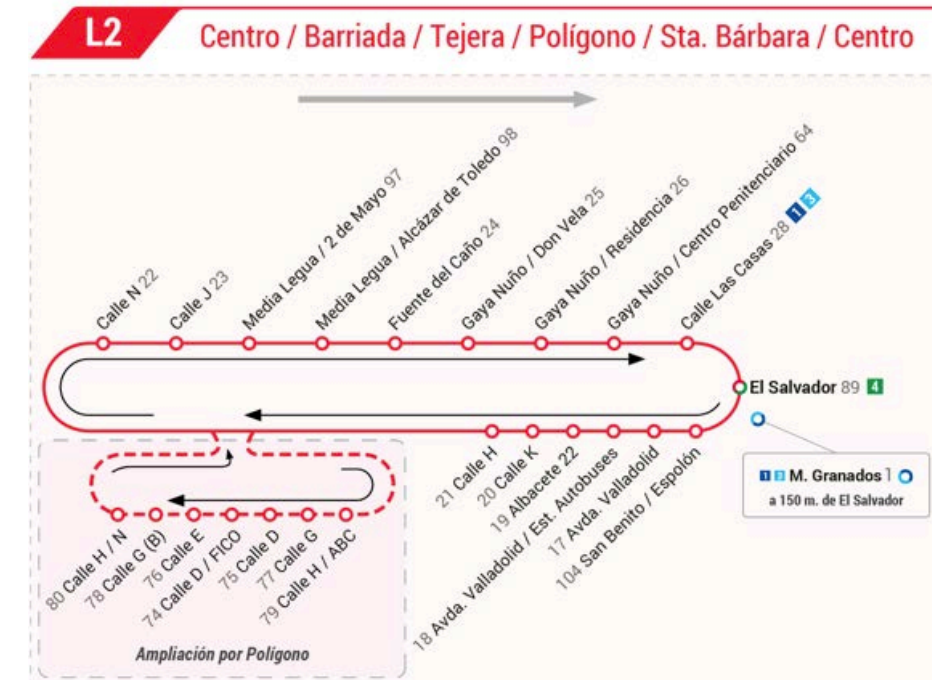 L2 Centro / Barriada / Tejera / Polígono / Sta. Bárbara / Centro
Calle N 22
Calle J 23
Media Legua / 2 de Mayo 97
Media Legua / Alcázar de Toledo 98
Fuente del Caño 24
Gaya Nuño / Don Vela 25
Gaya Nuño / Residencia 26
Gaya Nuño / Centro Penitenciario 64
Calle Las Casas 28 1 3
El Salvador 89 4
1 3 M. Granados 1
a 150 m. de El Salvador
21 Calle H
20 Calle K
19 Albacete 22
18 Avda. Valladolid / Est. Autobuses
17 Avda. Valladolid
104 San Benito / Espolón
80 Calle H / N
78 Calle G (B)
76 Calle E
74 Calle D / FICO
75 Calle D
77 Calle G
79 Calle H / ABC
Ampliación por Polígono